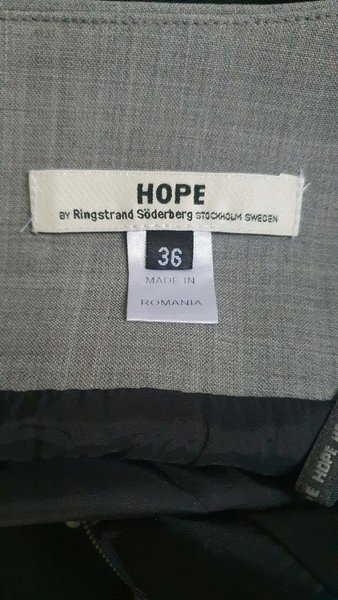 HOPE
BY Ringstrand Söderberg STOCKHOLM SWEDEN
36
MADE IN
ROMANIA
E HOPE